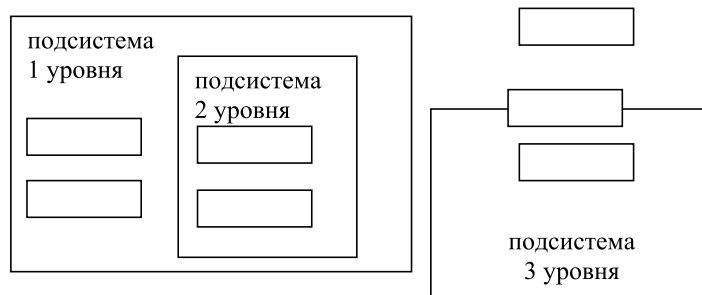 подсистема
1 уровня
подсистема
2 уровня
подсистема
3 уровня